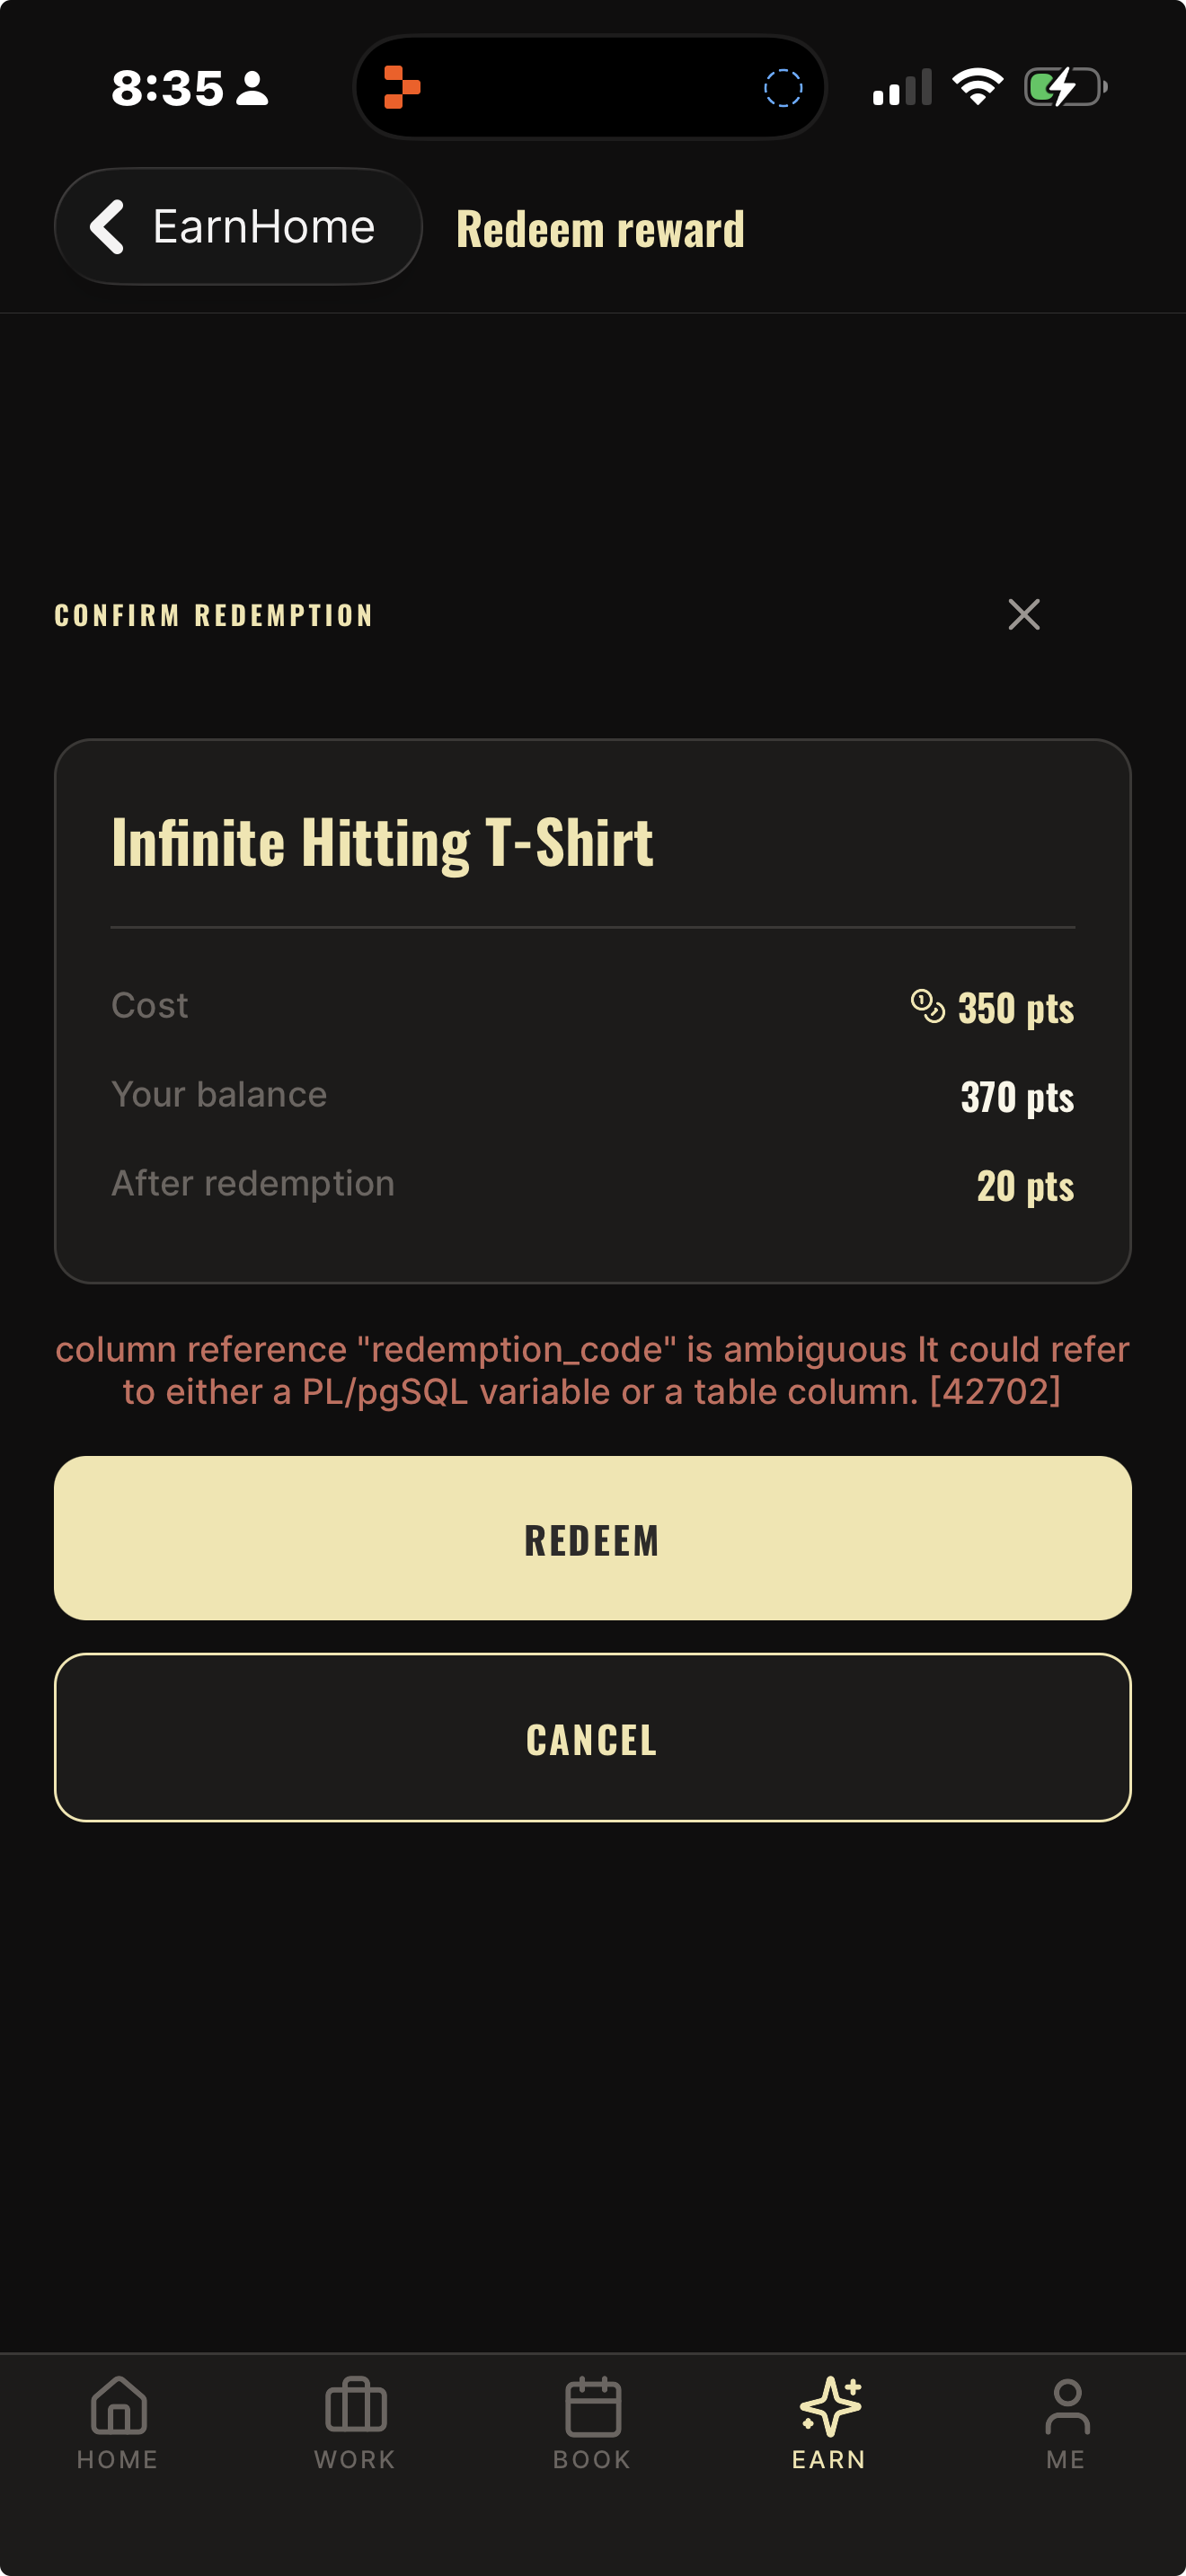 8:35
EarnHome
Redeem reward
CONFIRM REDEMPTION
Infinite Hitting T-Shirt
Cost
350 pts
Your balance
370 pts
After redemption
20 pts
column reference "redemption_code" is ambiguous It could refer
to either a PL/pgSQL variable or a table column. [42702]
REDEEM
CANCEL
HOME
WORK
BOOK
EARN
ME